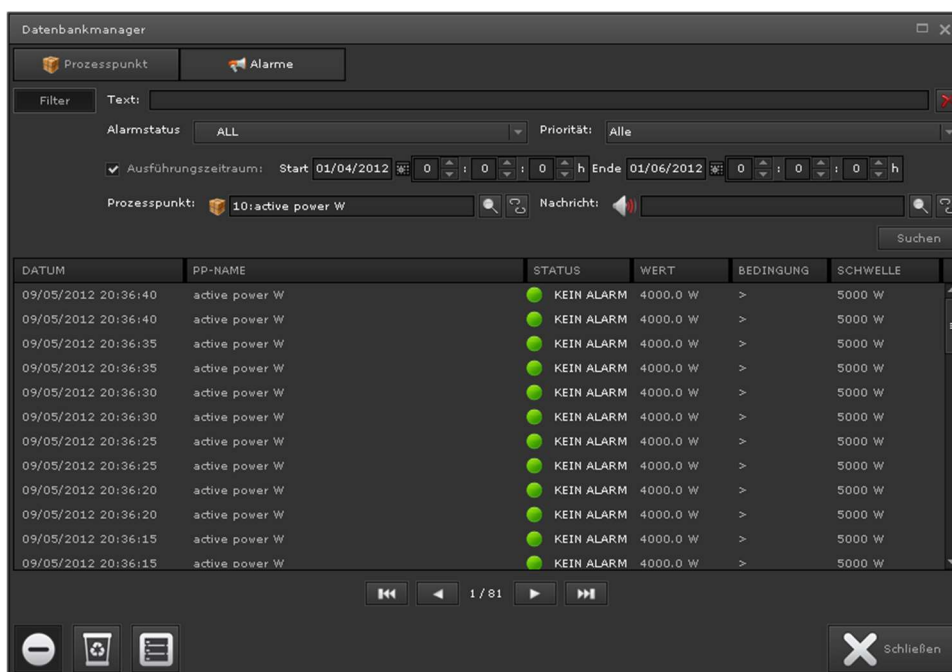 Datenbankmanager
Prozesspunkt Alarme
Filter Text:
Alarmstatus ALL Priorität: Alle
Ausführungszeitraum: Start 01/04/2012 0 : 0 : 0 h Ende 01/06/2012 0 : 0 : 0 h
Prozesspunkt: 10:active power W Nachricht:
Suchen
DATUM PP-NAME STATUS WERT BEDINGUNG SCHWELLE
09/05/2012 20:36:40 active power W KEIN ALARM 4000.0 W > 5000 W
09/05/2012 20:36:40 active power W KEIN ALARM 4000.0 W > 5000 W
09/05/2012 20:36:35 active power W KEIN ALARM 4000.0 W > 5000 W
09/05/2012 20:36:35 active power W KEIN ALARM 4000.0 W > 5000 W
09/05/2012 20:36:30 active power W KEIN ALARM 4000.0 W > 5000 W
09/05/2012 20:36:30 active power W KEIN ALARM 4000.0 W > 5000 W
09/05/2012 20:36:25 active power W KEIN ALARM 4000.0 W > 5000 W
09/05/2012 20:36:25 active power W KEIN ALARM 4000.0 W > 5000 W
09/05/2012 20:36:20 active power W KEIN ALARM 4000.0 W > 5000 W
09/05/2012 20:36:20 active power W KEIN ALARM 4000.0 W > 5000 W
09/05/2012 20:36:15 active power W KEIN ALARM 4000.0 W > 5000 W
09/05/2012 20:36:15 active power W KEIN ALARM 4000.0 W > 5000 W
1 / 81
Schließen